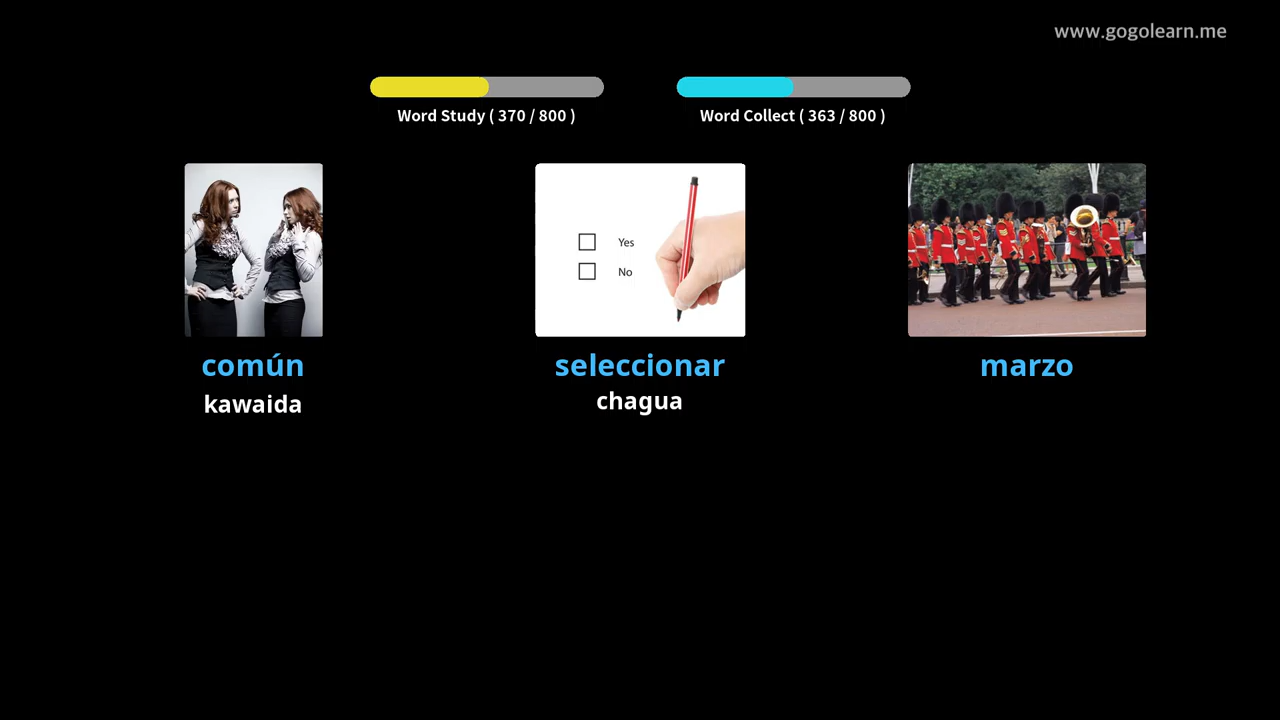 www.gogolearn.me
Word Study ( 370 / 800 )
Word Collect ( 363 / 800 )
Yes
No
común
seleccionar
marzo
kawaida
chagua